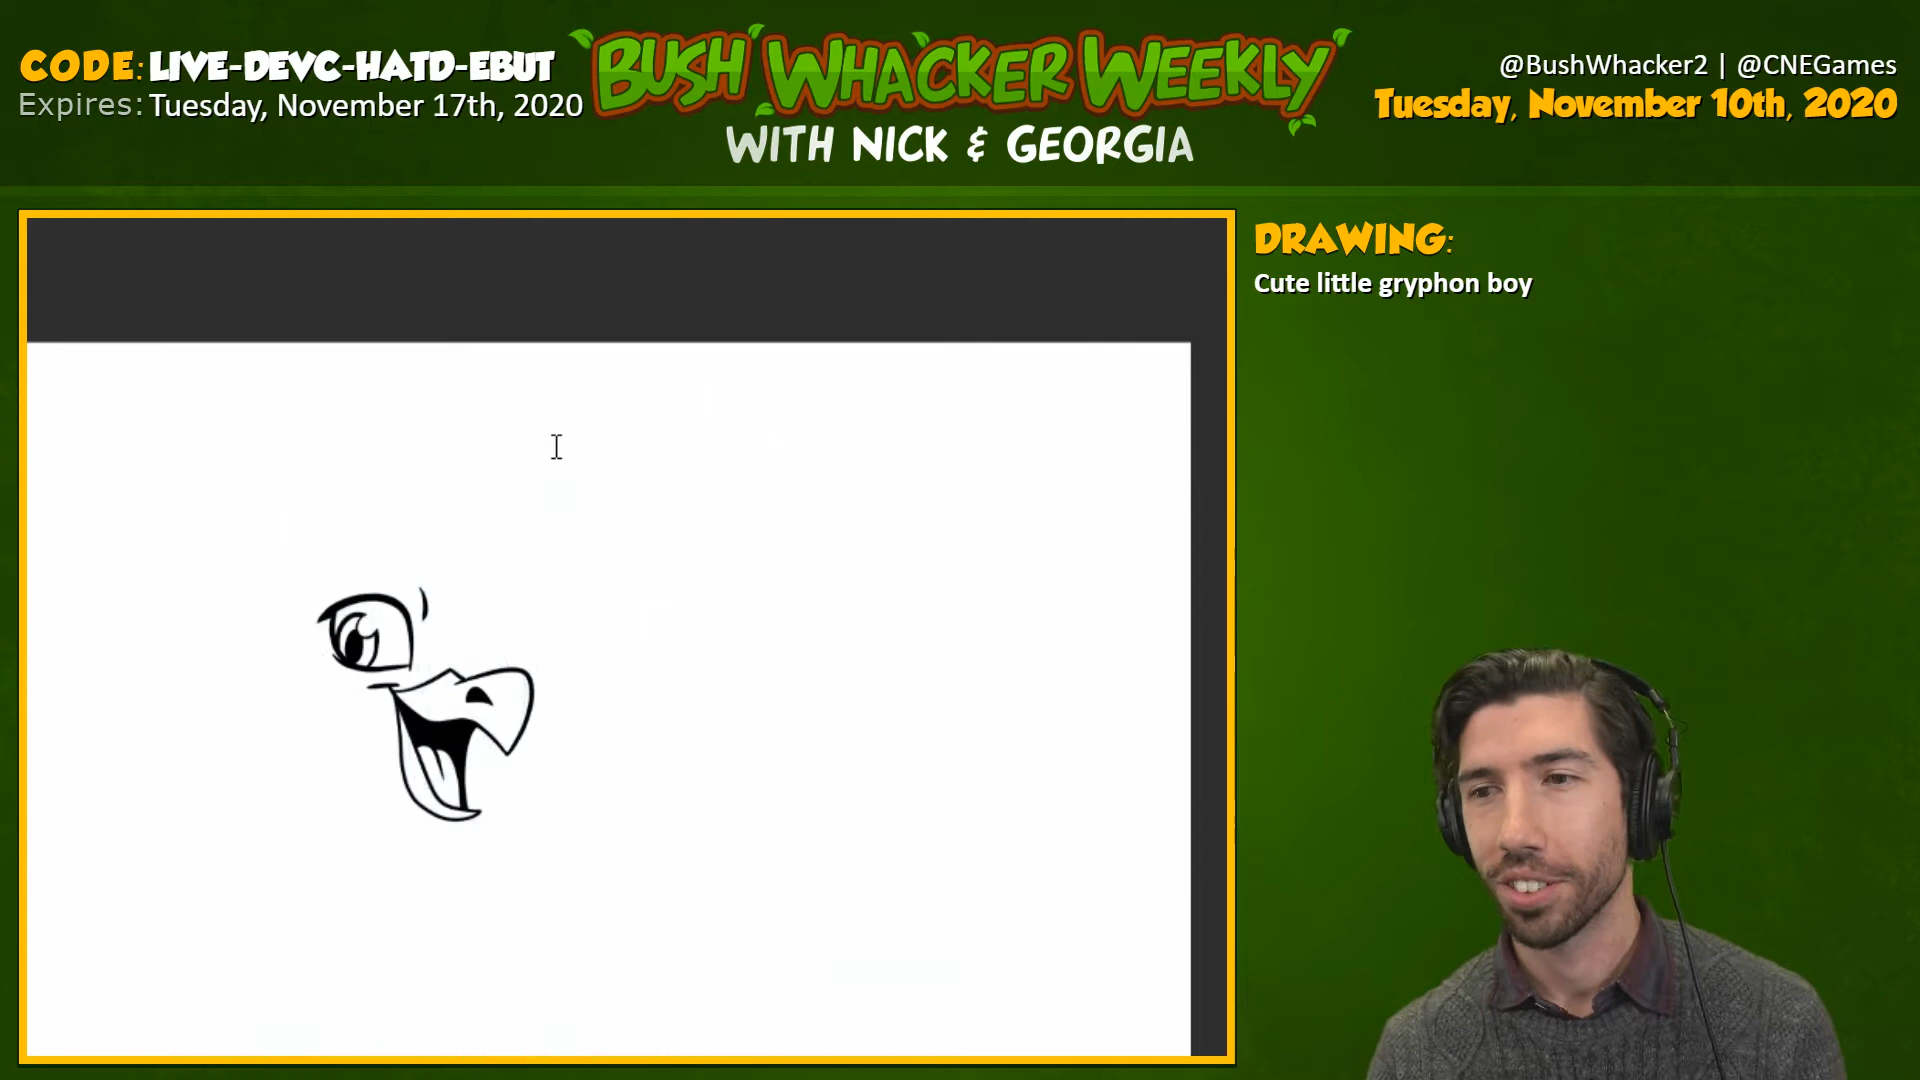 CODE: LIVE-DEVC-HATD-EBUT
Expires: Tuesday, November 17th, 2020
BUSH WHACKER WEEKLY
WITH NICK & GEORGIA
@BushWhacker2 | @CNEGames
Tuesday, November 10th, 2020
DRAWING:
Cute little gryphon boy